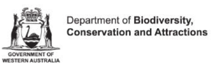 Department of Biodiversity,
Conservation and Attractions
GOVERNMENT OF
WESTERN AUSTRALIA